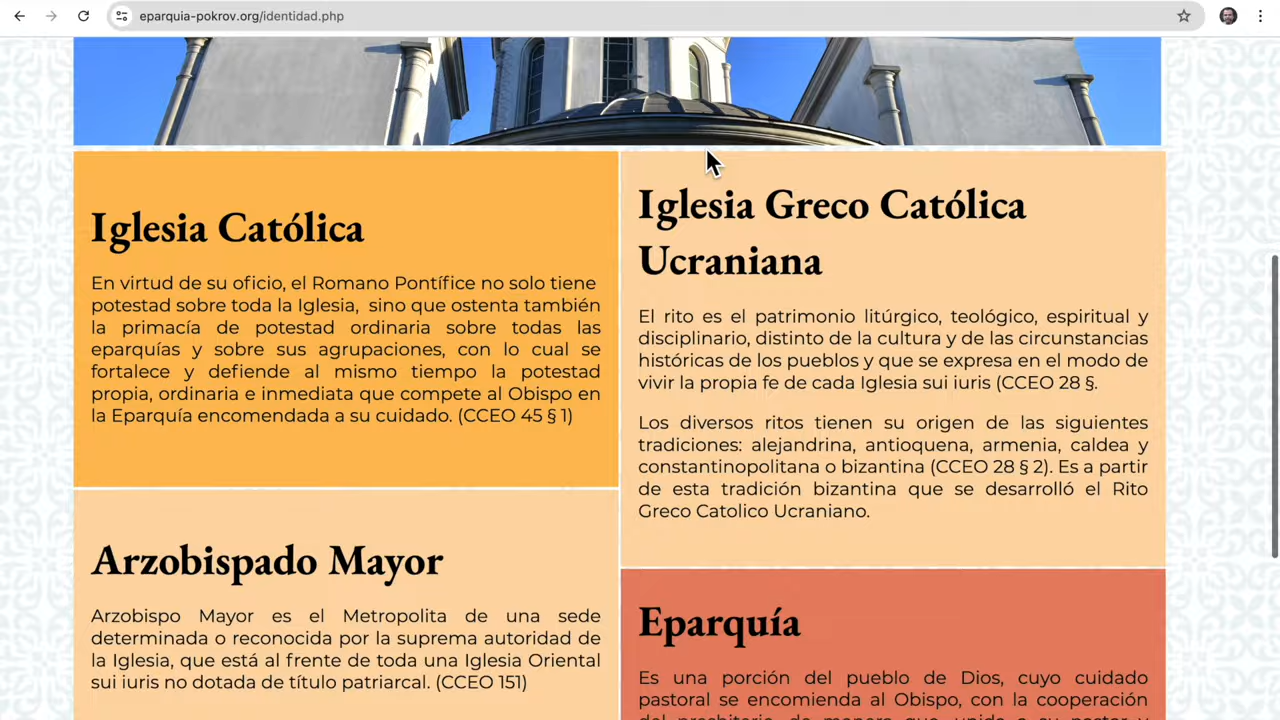 eparquia-pokrov.org/identidad.php
Iglesia Católica
En virtud de su oficio, el Romano Pontífice no solo tiene
potestad sobre toda la Iglesia, sino que ostenta también
la primacía de potestad ordinaria sobre todas las
eparquías y sobre sus agrupaciones, con lo cual se
fortalece y defiende al mismo tiempo la potestad
propia, ordinaria e inmediata que compete al Obispo en
la Eparquía encomendada a su cuidado. (CCEO 45 § 1)
Arzobispado Mayor
Arzobispo Mayor es el Metropolita de una sede
determinada o reconocida por la suprema autoridad de
la Iglesia, que está al frente de toda una Iglesia Oriental
sui iuris no dotada de título patriarcal. (CCEO 151)
Iglesia Greco Católica
Ucraniana
El rito es el patrimonio litúrgico, teológico, espiritual y
disciplinario, distinto de la cultura y de las circunstancias
históricas de los pueblos y que se expresa en el modo de
vivir la propia fe de cada Iglesia sui iuris (CCEO 28 §.
Los diversos ritos tienen su origen de las siguientes
tradiciones: alejandrina, antioquena, armenia, caldea y
constantinopolitana o bizantina (CCEO 28 § 2). Es a partir
de esta tradición bizantina que se desarrolló el Rito
Greco Catolico Ucraniano.
Eparquía
Es una porción del pueblo de Dios, cuyo cuidado
pastoral se encomienda al Obispo, con la cooperación